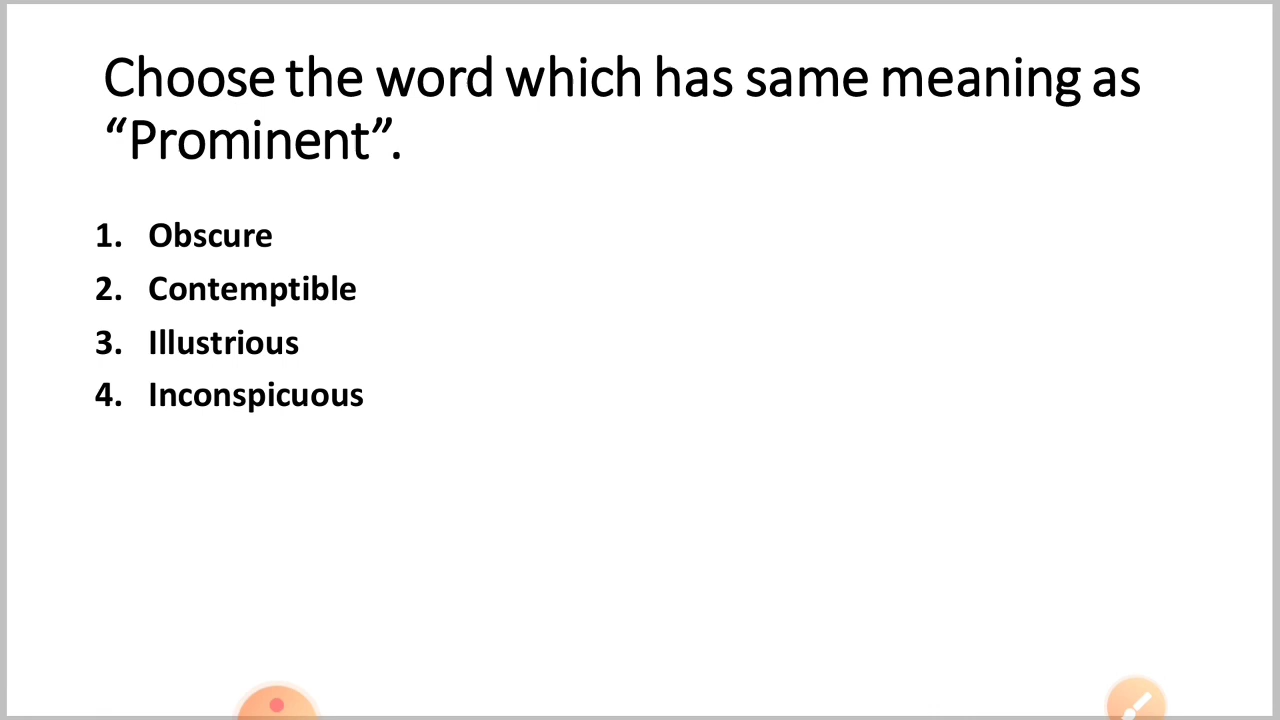 Choose the word which has same meaning as
“Prominent”.
1. Obscure
2. Contemptible
3. Illustrious
4. Inconspicuous